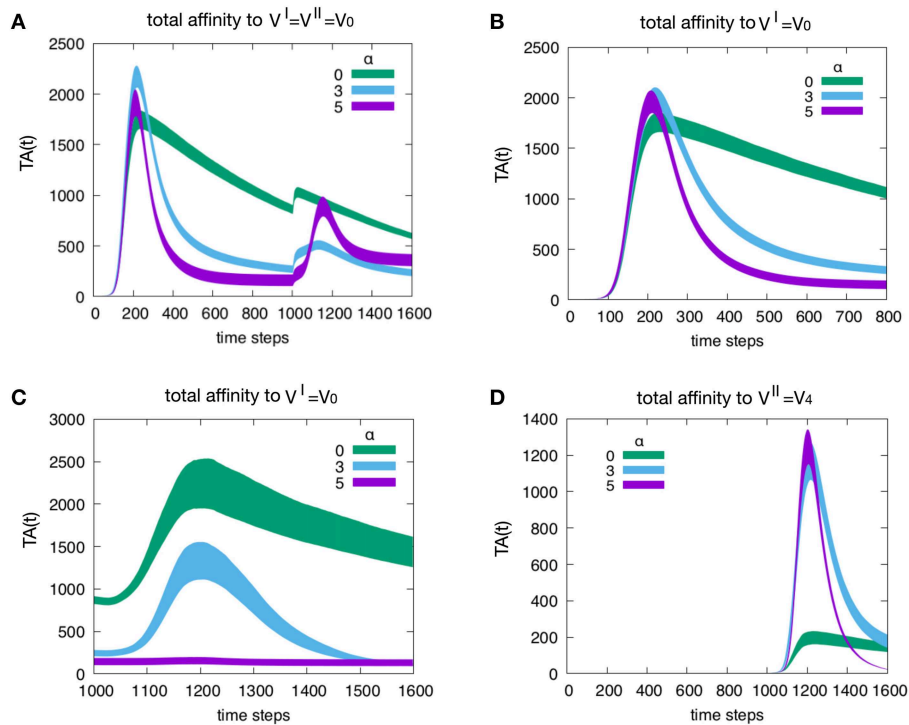 A
total affinity to V^I=V^II=V₀
2500
2000
1500
1000
500
0
TA(t)
α
0
3
5
0 200 400 600 800 1000 1200 1400 1600
time steps
B
total affinity to V^I=V₀
2500
2000
1500
1000
500
0
TA(t)
α
0
3
5
0 100 200 300 400 500 600 700 800
time steps
C
total affinity to V^I=V₀
3000
2500
2000
1500
1000
500
0
TA(t)
α
0
3
5
1000 1100 1200 1300 1400 1500 1600
time steps
D
total affinity to V^II=V₄
1400
1200
1000
800
600
400
200
0
TA(t)
α
0
3
5
0 200 400 600 800 1000 1200 1400 1600
time steps